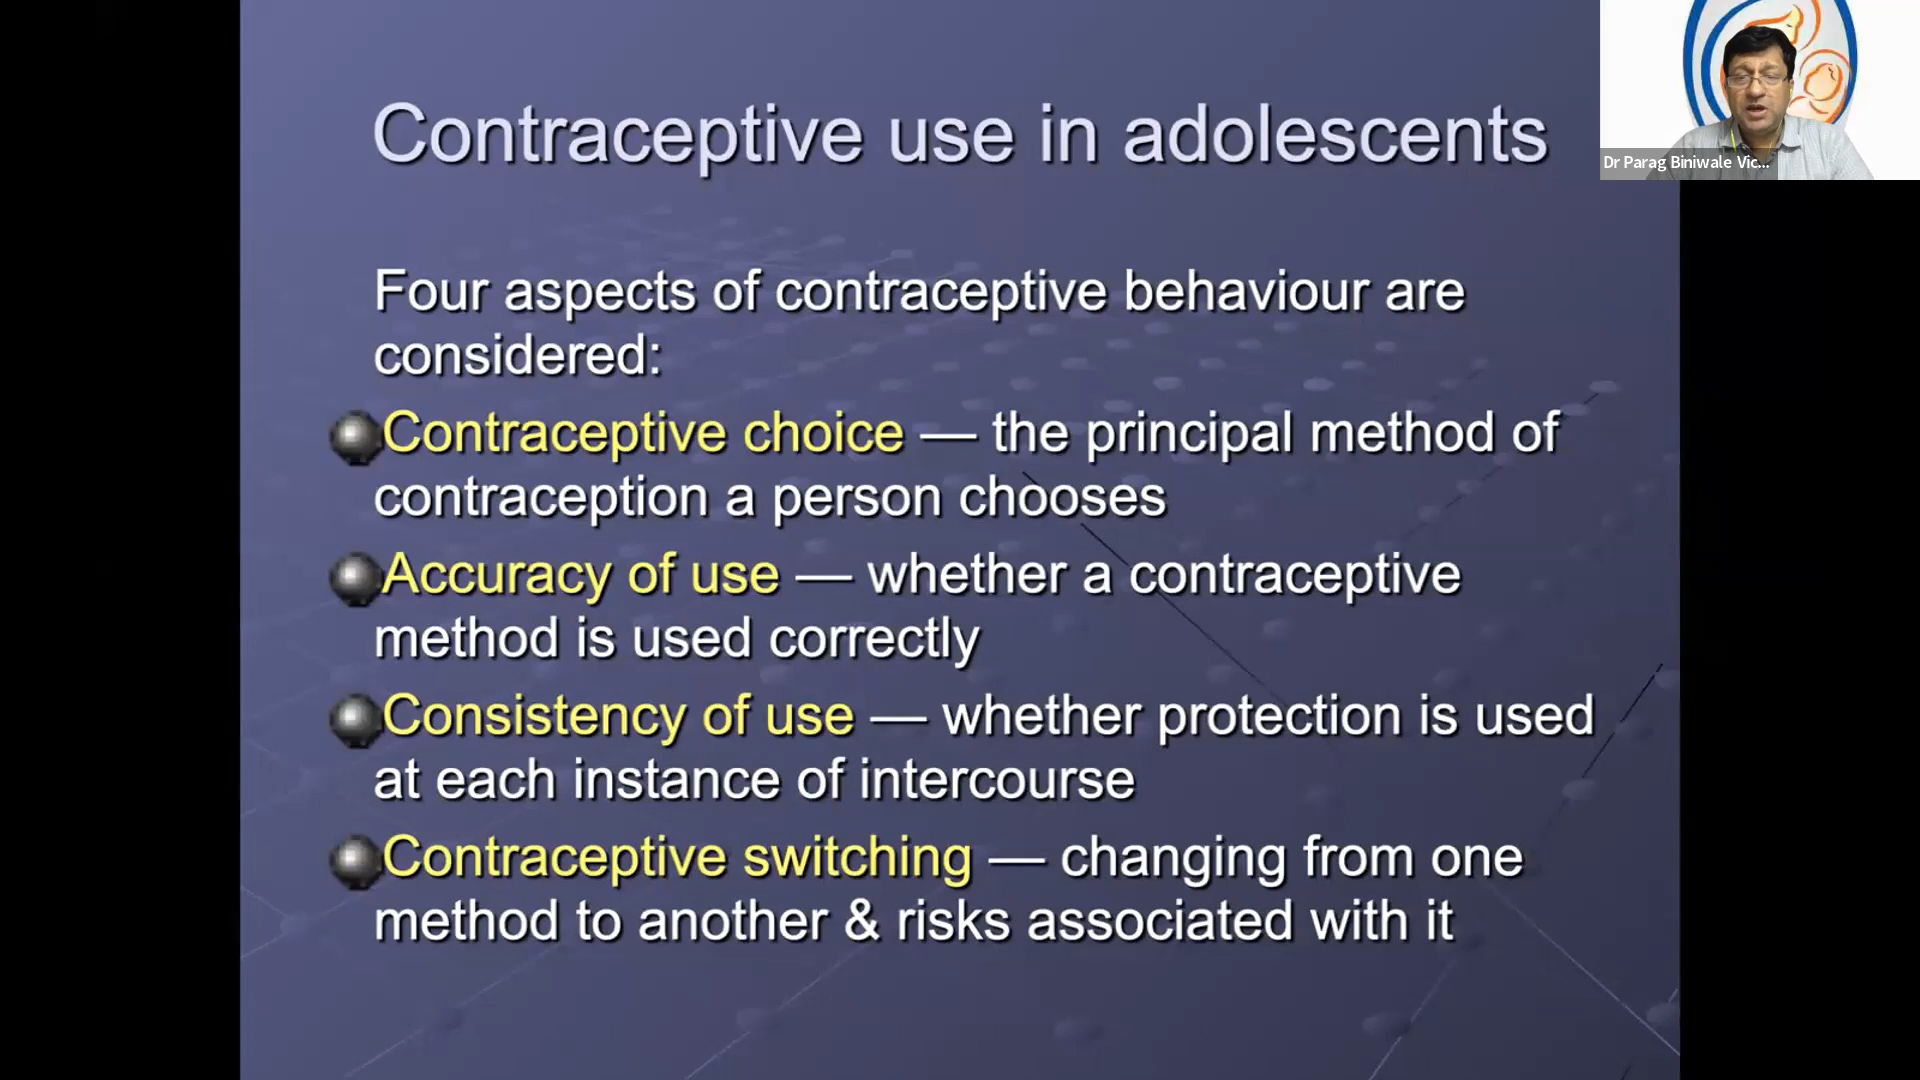 Contraceptive use in adolescents
Dr Parag Biniwale Vic...
Four aspects of contraceptive behaviour are
considered:
Contraceptive choice — the principal method of
contraception a person chooses
Accuracy of use — whether a contraceptive
method is used correctly
Consistency of use — whether protection is used
at each instance of intercourse
Contraceptive switching — changing from one
method to another & risks associated with it